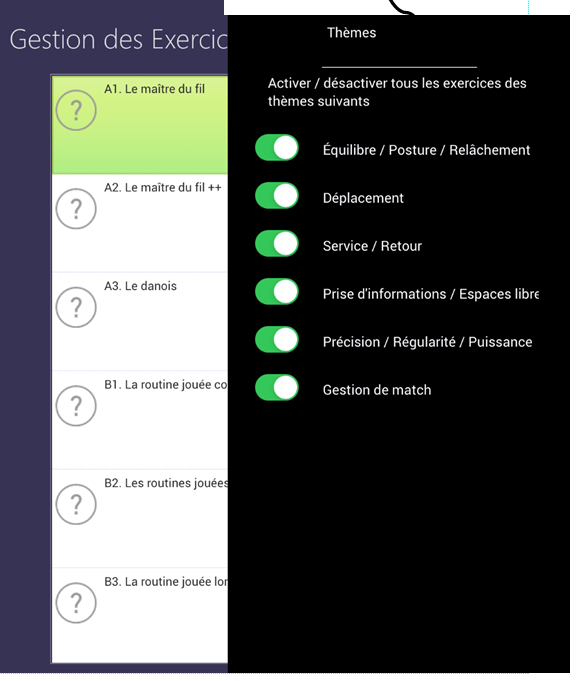 Gestion des Exercic
A1. Le maître du fil
?
A2. Le maître du fil ++
?
A3. Le danois
?
B1. La routine jouée co
?
B2. Les routines jouées
?
B3. La routine jouée lor
?
Thèmes
Activer / désactiver tous les exercices des
thèmes suivants
Équilibre / Posture / Relâchement
Déplacement
Service / Retour
Prise d'informations / Espaces libre
Précision / Régularité / Puissance
Gestion de match